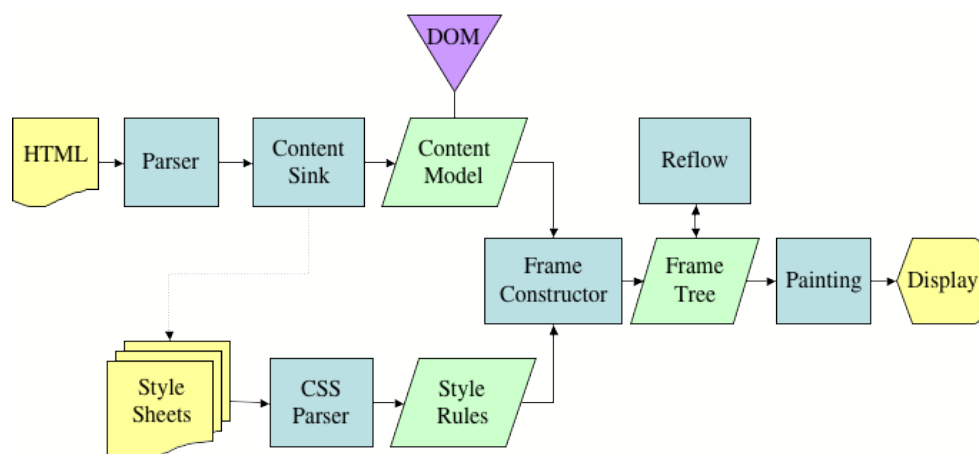 DOM
HTML
Parser
Content
Sink
Content
Model
Reflow
Frame
Constructor
Frame
Tree
Painting
Display
Style
Sheets
CSS
Parser
Style
Rules